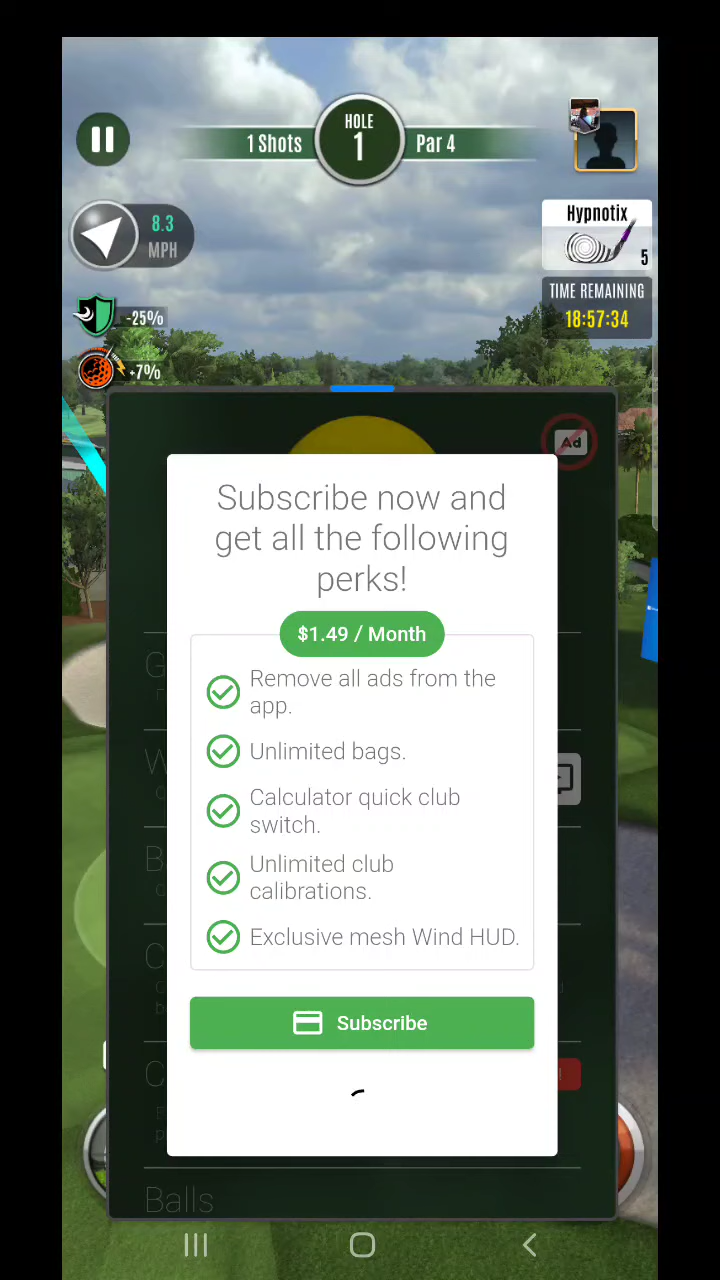 HOLE
1 Shots
1
Par 4
8.3
MPH
Hypnotix
5
TIME REMAINING
18:57:34
-25%
+7%
Ad
Subscribe now and
get all the following
perks!
$1.49 / Month
Remove all ads from the
app.
Unlimited bags.
Calculator quick club
switch.
Unlimited club
calibrations.
Exclusive mesh Wind HUD.
Subscribe
Balls